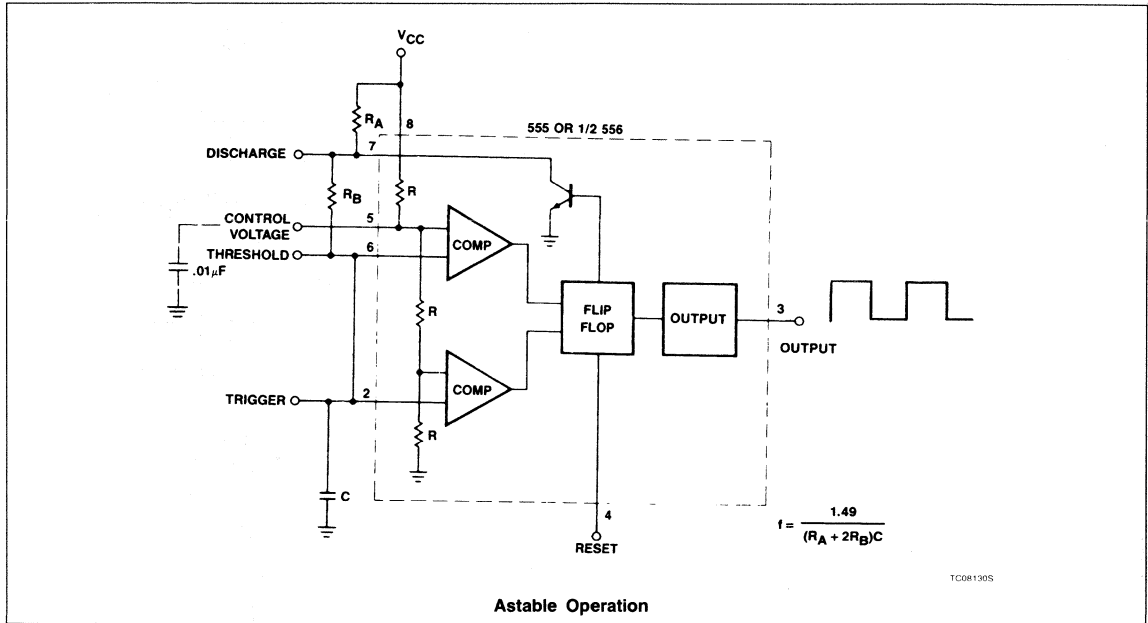 VCC
RA
8
555 OR 1/2 556
DISCHARGE
7
RB
R
CONTROL
VOLTAGE
5
COMP
THRESHOLD
6
.01μF
R
FLIP
FLOP
OUTPUT
3
OUTPUT
COMP
TRIGGER
2
R
C
4
RESET
f = 1.49
(RA + 2RB)C
TC08130S
Astable Operation